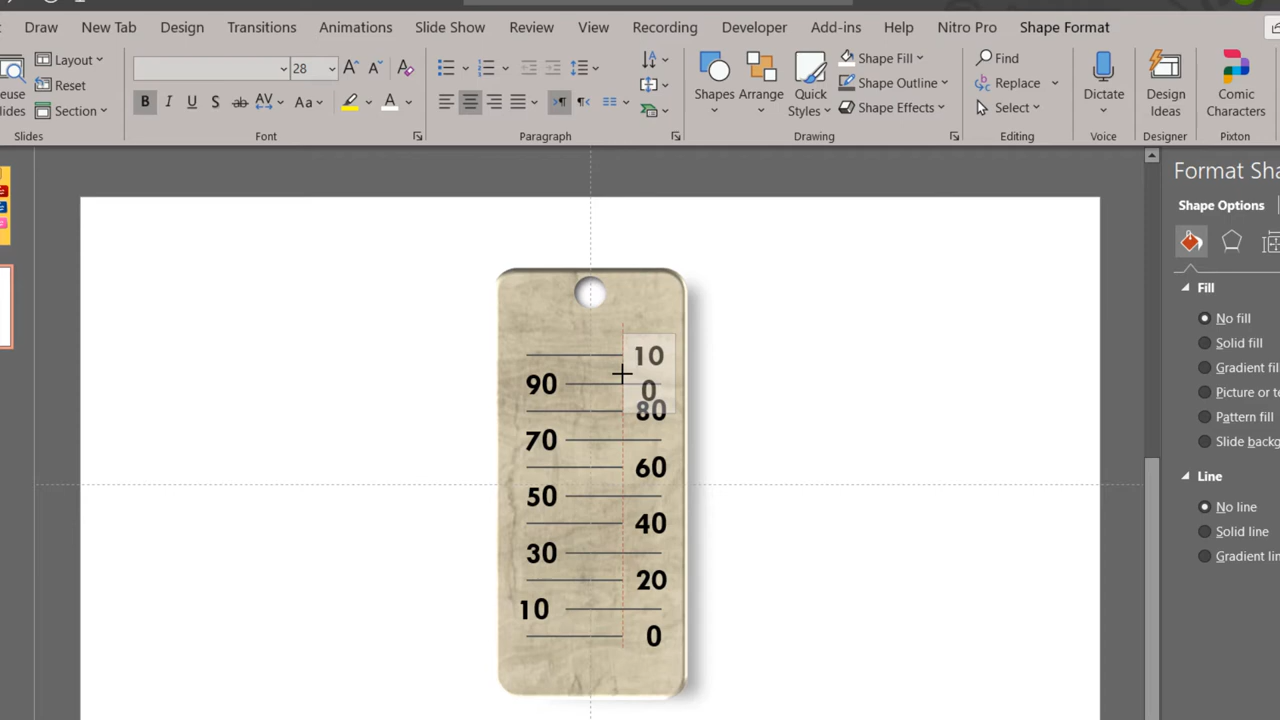 Draw New Tab Design Transitions Animations Slide Show Review View Recording Developer Add-ins Help Nitro Pro Shape Format
Layout 28 Shape Fill Find
Reset Shapes Arrange Quick Styles Shape Outline Replace Dictate Design Ideas Comic Characters
Section B I U S ab AV Aa A Shape Effects Select
Slides Font Paragraph Drawing Editing Voice Designer Pixton
Format Sha
Shape Options
Fill
No fill
Solid fill
Gradient fil
Picture or te
Pattern fill
Slide backg
Line
No line
Solid line
Gradient lin
10
0
90
80
70
60
50
40
30
20
10
0